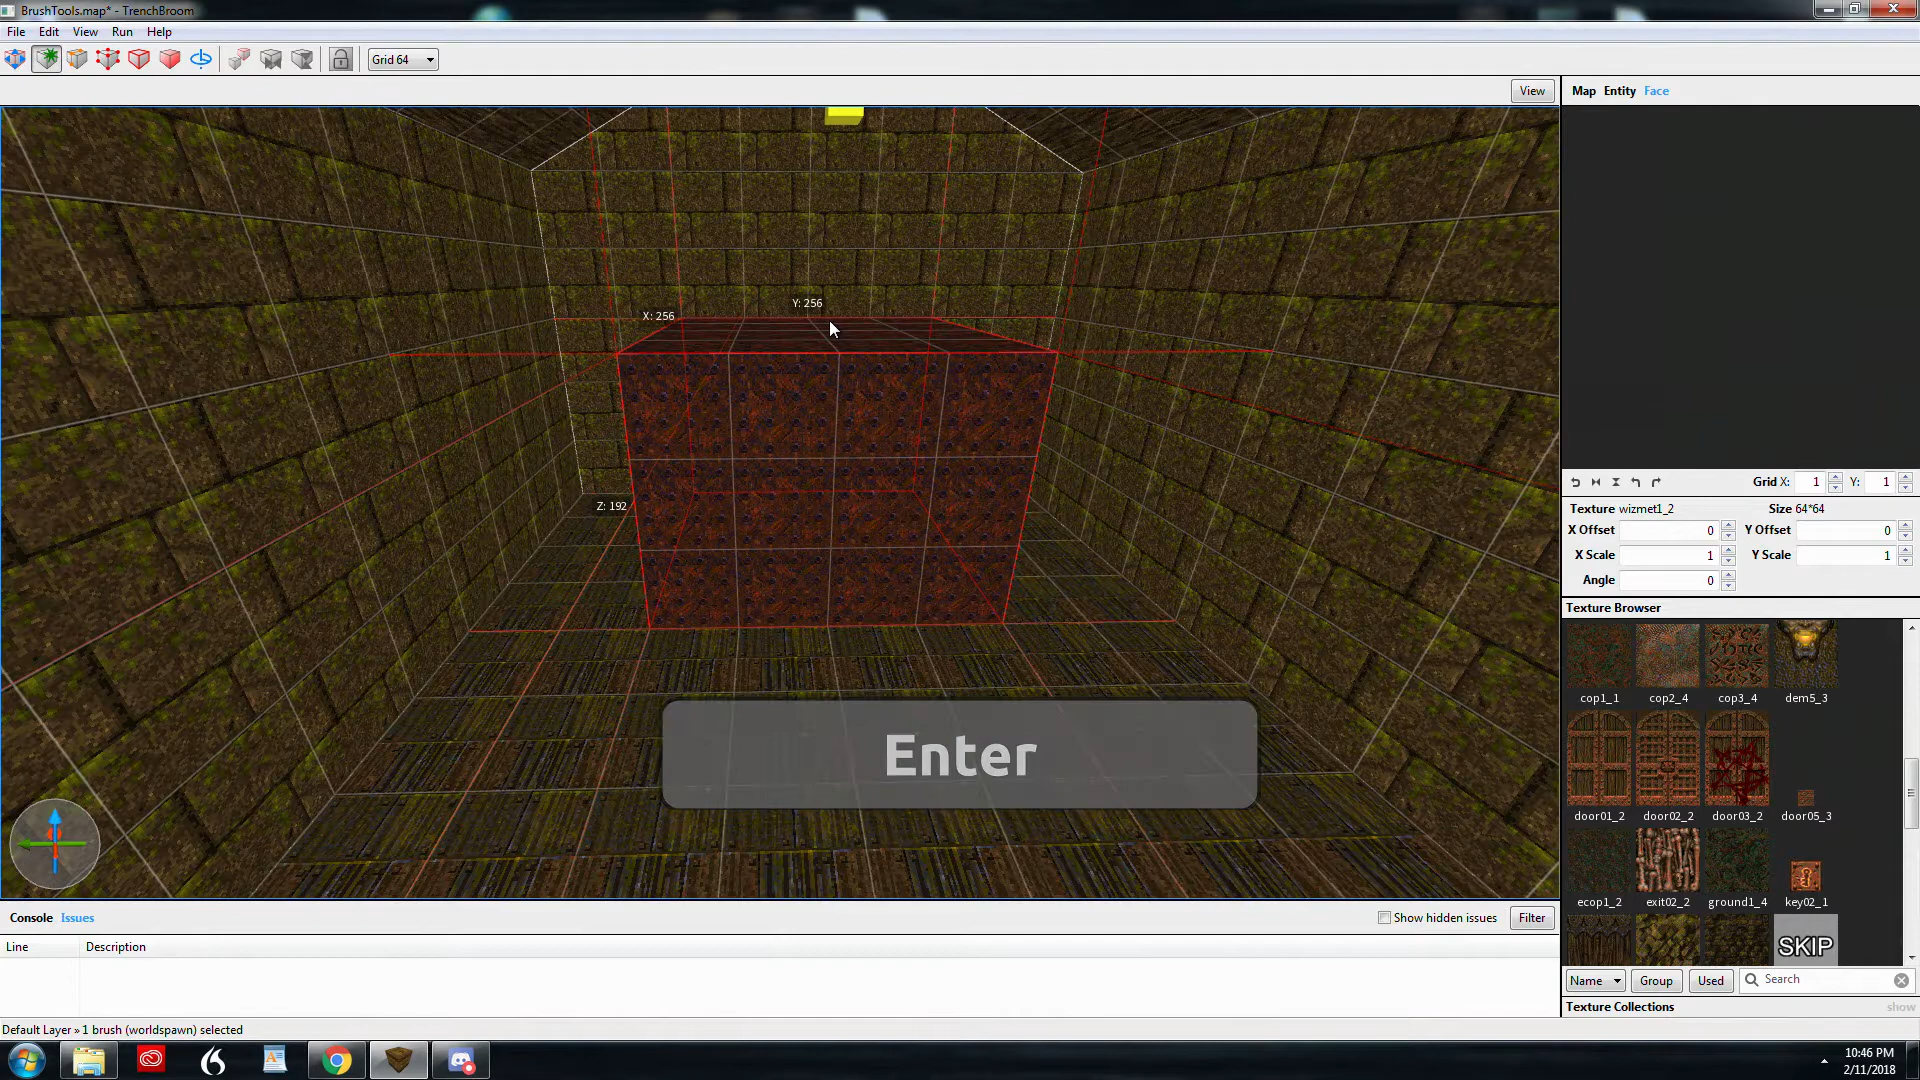 BrushTools.map* - TrenchBroom
File Edit View Run Help
Grid 64
View
Map Entity Face
Y: 256
X: 256
Z: 192
Enter
Grid X: 1 Y: 1
Texture wizmet1_2 Size 64*64
X Offset 0 Y Offset 0
X Scale 1 Y Scale 1
Angle 0
Texture Browser
cop1_1 cop2_4 cop3_4 dem5_3
door01_2 door02_2 door03_2 door05_3
ecop1_2 exit02_2 ground1_4 key02_1
SKIP
Name Group Used Search
Texture Collections show
Console Issues
Show hidden issues Filter
Line Description
Default Layer » 1 brush (worldspawn) selected
10:46 PM
2/11/2018